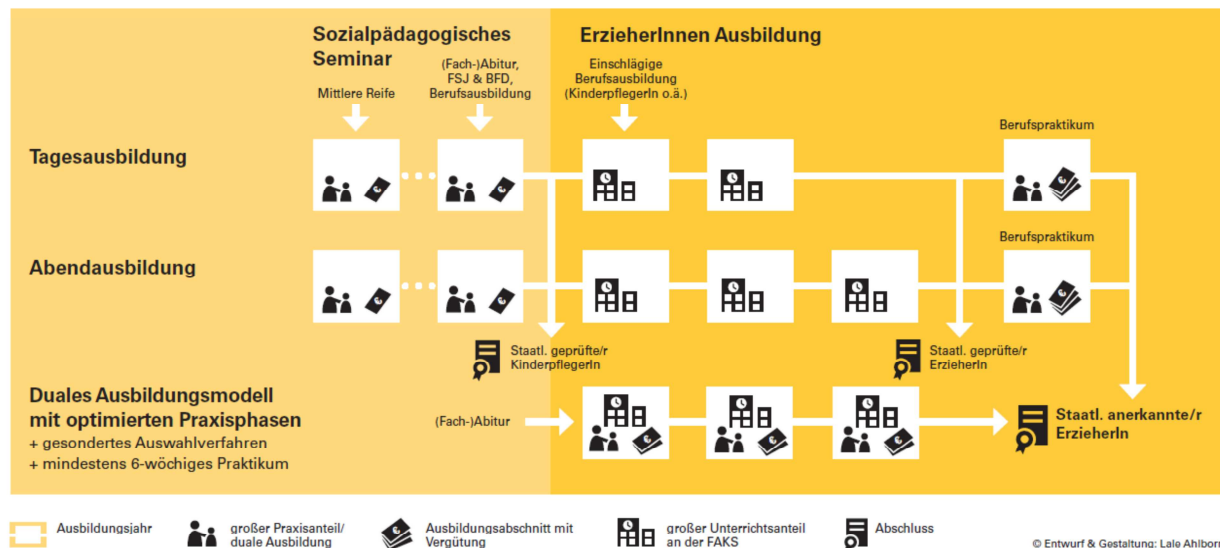 Sozialpädagogisches
Seminar
ErzieherInnen Ausbildung
Mittlere Reife
(Fach-)Abitur,
FSJ & BFD,
Berufsausbildung
Einschlägige
Berufsausbildung
(KinderpflegerIn o.ä.)
Berufspraktikum
Tagesausbildung
Berufspraktikum
Abendausbildung
Staatl. geprüfte/r
KinderpflegerIn
Staatl. geprüfte/r
ErzieherIn
Duales Ausbildungsmodell
mit optimierten Praxisphasen
+ gesondertes Auswahlverfahren
+ mindestens 6-wöchiges Praktikum
(Fach-)Abitur
Staatl. anerkannte/r
ErzieherIn
Ausbildungsjahr
großer Praxisanteil/
duale Ausbildung
Ausbildungsabschnitt mit
Vergütung
großer Unterrichtsanteil
an der FAKS
Abschluss
© Entwurf & Gestaltung: Lale Ahlborn